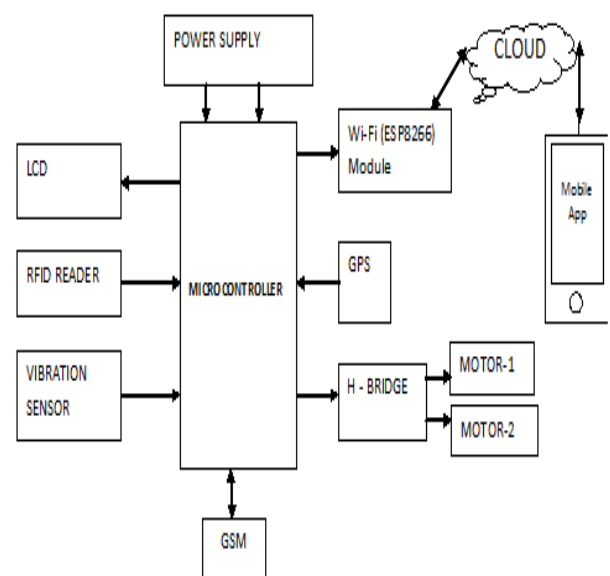 POWER SUPPLY
CLOUD
Wi-Fi (ESP8266)
Module
LCD
Mobile
App
RFID READER
MICROCONTROLLER
GPS
VIBRATION
SENSOR
H - BRIDGE
MOTOR-1
MOTOR-2
GSM